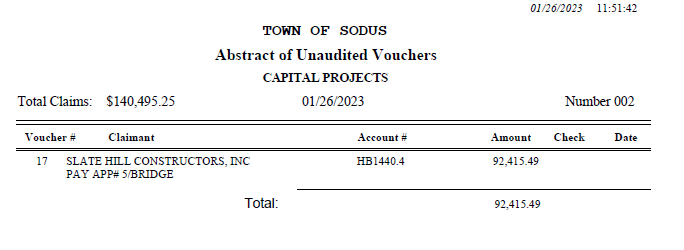 01/26/2023 11:51:42
TOWN OF SODUS
Abstract of Unaudited Vouchers
CAPITAL PROJECTS
Total Claims: $140,495.25 01/26/2023 Number 002
Voucher # Claimant Account # Amount Check Date
17 SLATE HILL CONSTRUCTORS, INC HB1440.4 92,415.49
PAY APP# 5/BRIDGE
Total: 92,415.49